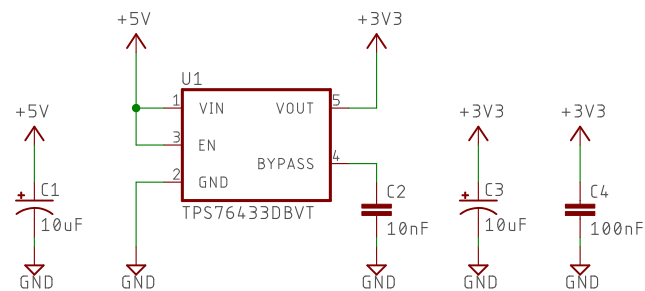 +5V
+3V3
U1
1 VIN
VOUT 5
3 EN
BYPASS 4
2 GND
TPS76433DBVT
+5V
+ C1
10uF
GND
GND
C2
10nF
GND
+3V3
+ C3
10uF
GND
+3V3
C4
100nF
GND